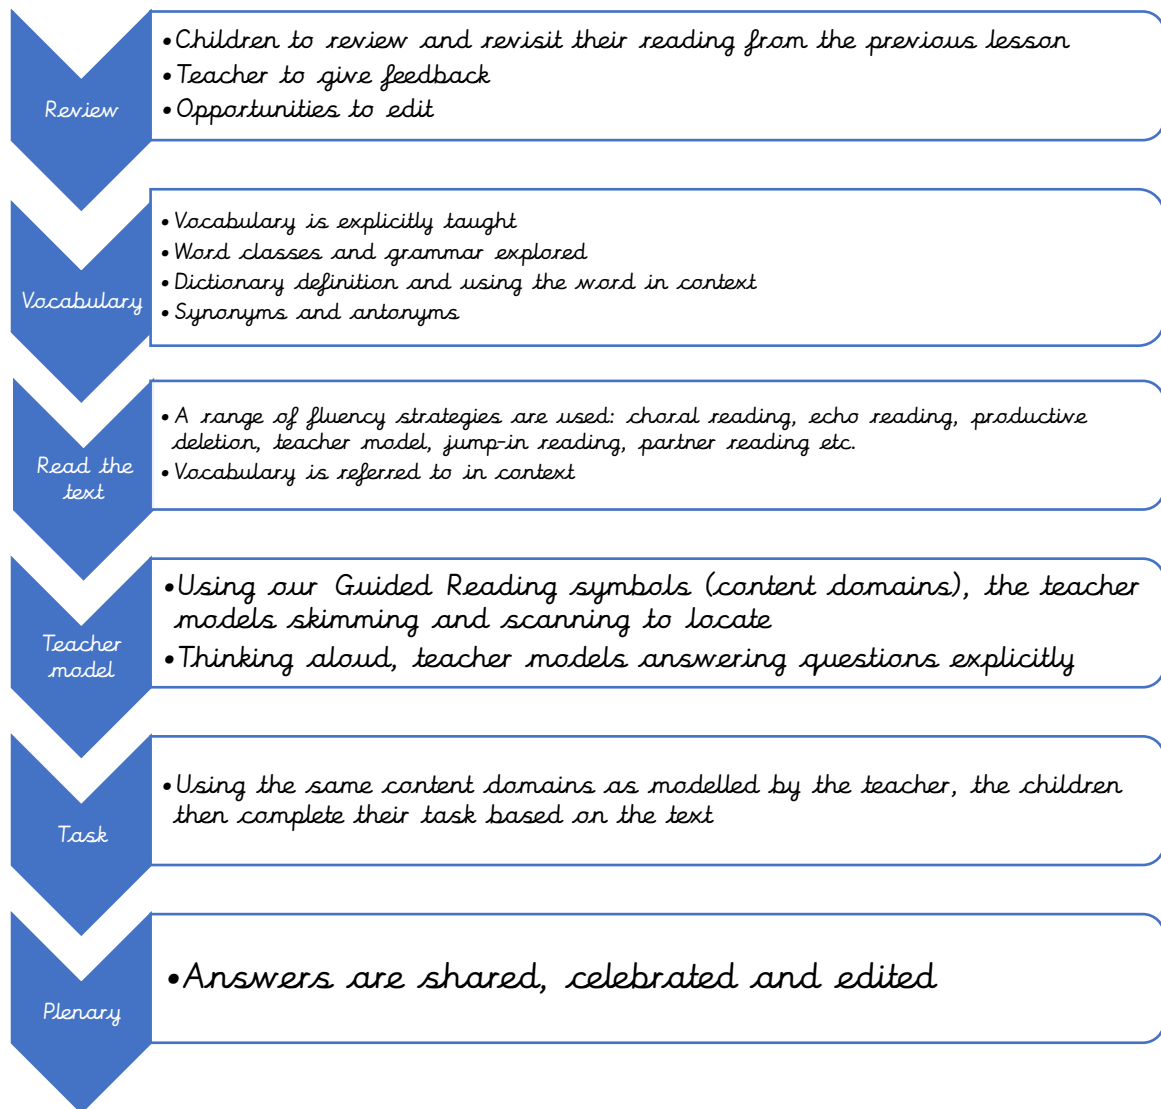 Review
•Children to review and revisit their reading from the previous lesson
•Teacher to give feedback
•Opportunities to edit
Vocabulary
•Vocabulary is explicitly taught
•Word classes and grammar explored
•Dictionary definition and using the word in context
•Synonyms and antonyms
Read the
text
•A range of fluency strategies are used: choral reading, echo reading, productive
deletion, teacher model, jump-in reading, partner reading etc.
•Vocabulary is referred to in context
Teacher
model
•Using our Guided Reading symbols (content domains), the teacher
models skimming and scanning to locate
•Thinking aloud, teacher models answering questions explicitly
Task
•Using the same content domains as modelled by the teacher, the children
then complete their task based on the text
Plenary
•Answers are shared, celebrated and edited